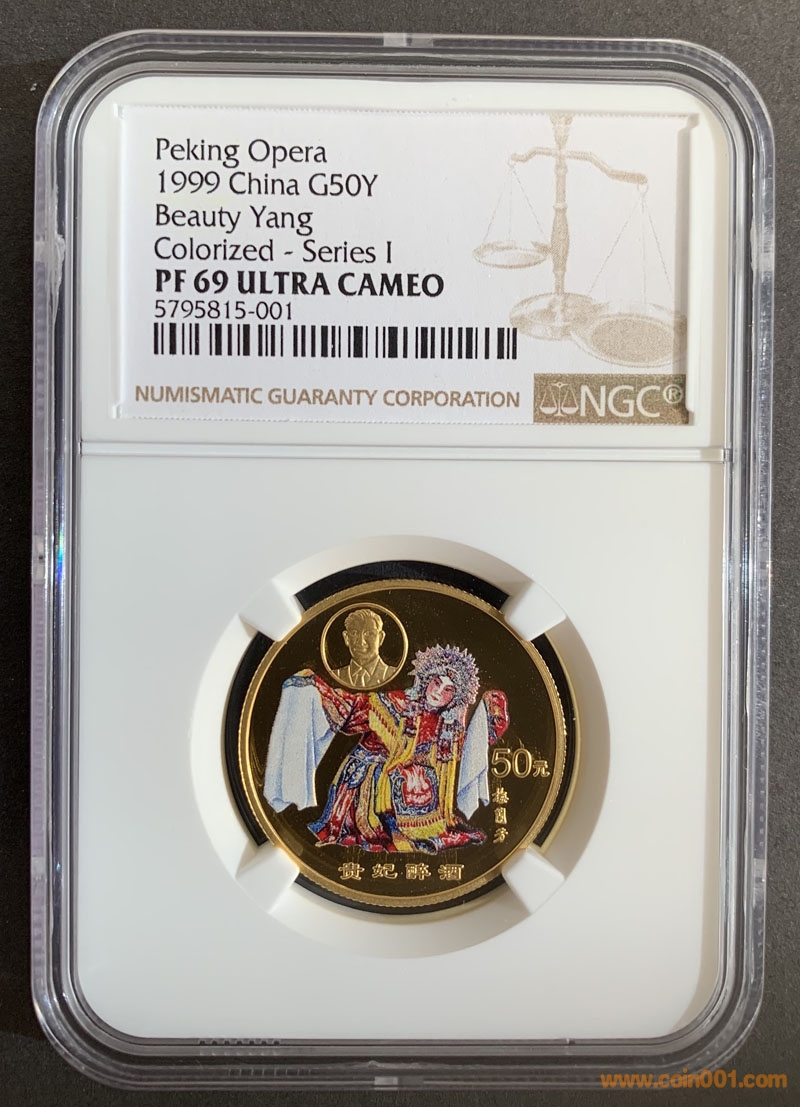 Peking Opera
1999 China G50Y
Beauty Yang
Colorized - Series I
PF 69 ULTRA CAMEO
5795815-001
NUMISMATIC GUARANTY CORPORATION NGC®
50元
梅蘭芳
贵妃醉酒
www.coin001.com